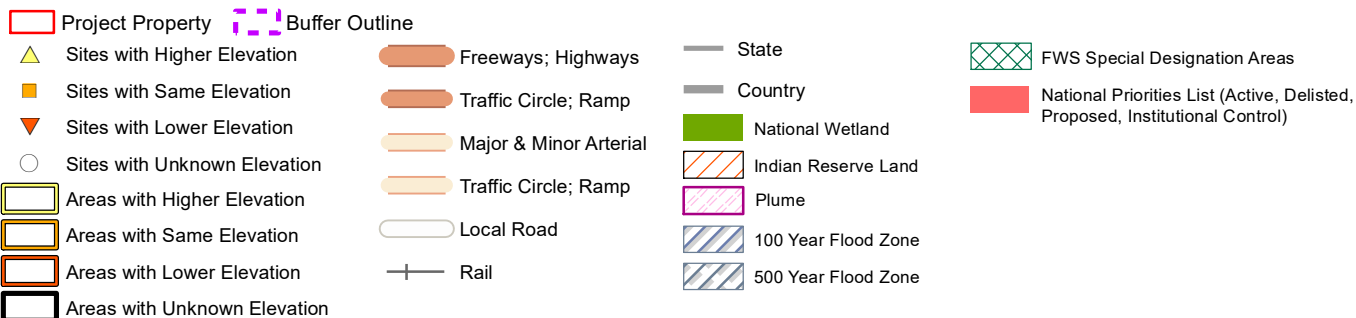 Project Property
Buffer Outline
Sites with Higher Elevation
Sites with Same Elevation
Sites with Lower Elevation
Sites with Unknown Elevation
Areas with Higher Elevation
Areas with Same Elevation
Areas with Lower Elevation
Areas with Unknown Elevation
Freeways; Highways
Traffic Circle; Ramp
Major & Minor Arterial
Traffic Circle; Ramp
Local Road
Rail
State
Country
National Wetland
Indian Reserve Land
Plume
100 Year Flood Zone
500 Year Flood Zone
FWS Special Designation Areas
National Priorities List (Active, Delisted,
Proposed, Institutional Control)